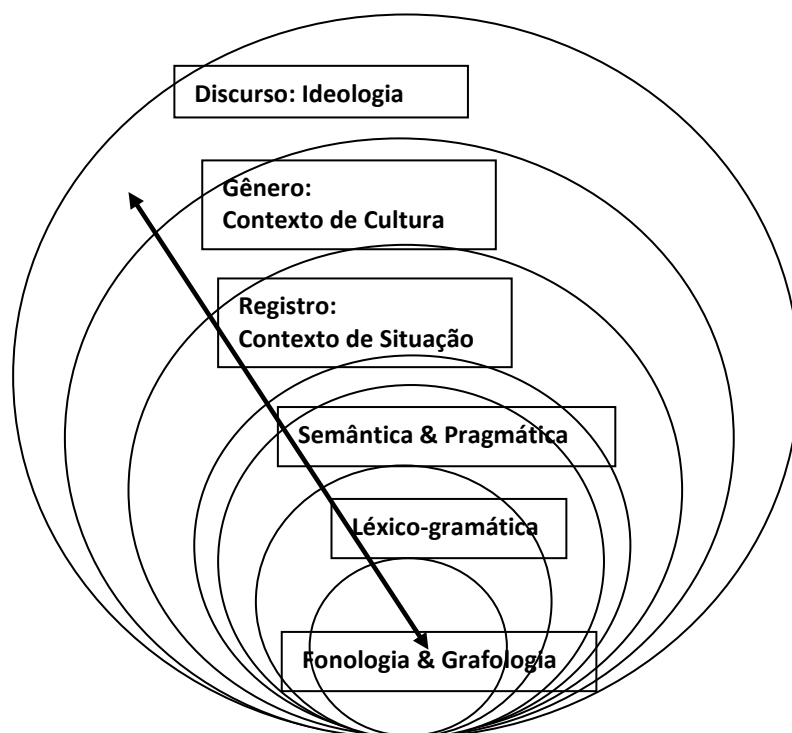 Discurso: Ideologia
Gênero:
Contexto de Cultura
Registro:
Contexto de Situação
Semântica & Pragmática
Léxico-gramática
Fonologia & Grafologia